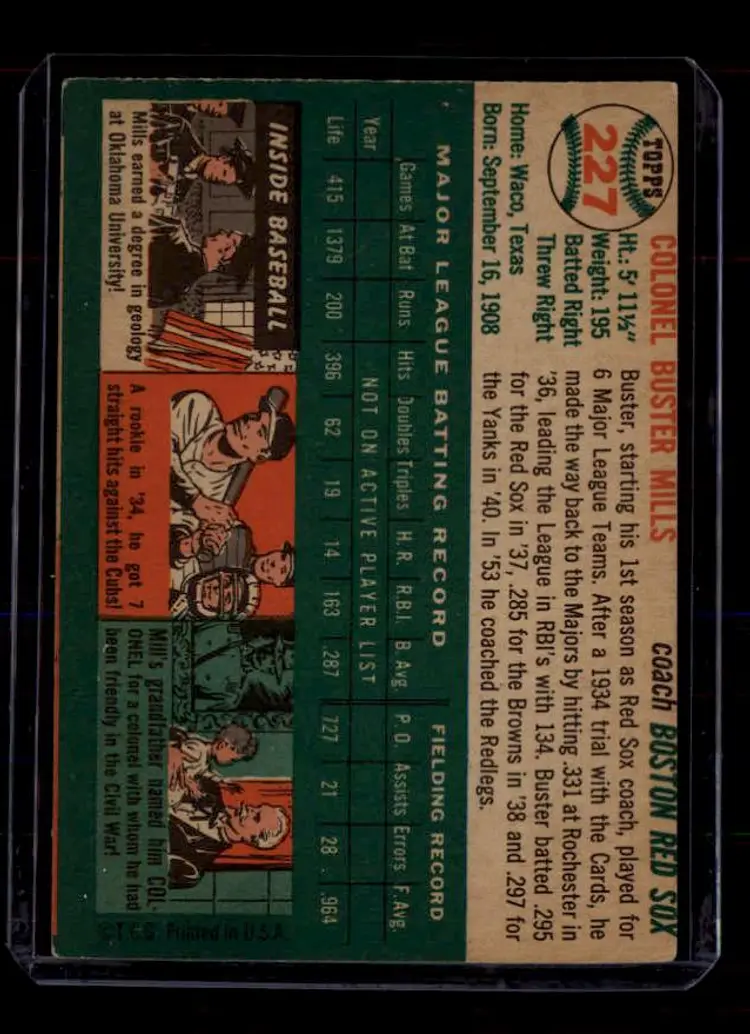 TOPPS
227
COLONEL BUSTER MILLS
coach BOSTON RED SOX
Ht.: 5' 11½"
Weight: 195
Batted Right
Threw Right
Home: Waco, Texas
Born: September 16, 1908
Buster, starting his 1st season as Red Sox coach, played for
6 Major League Teams. After a 1934 trial with the Cards, he
made the way back to the Majors by hitting .331 at Rochester in
'36, leading the League in RBI's with 134. Buster batted .295
for the Red Sox in '37, .285 for the Browns in '38 and .297 for
the Yanks in '40. In '53 he coached the Redlegs.
MAJOR LEAGUE BATTING RECORD FIELDING RECORD
Games At Bat Runs Hits Doubles Triples H.R. R.B.I. B. Avg. P.O. Assists Errors F. Avg.
Year NOT ON ACTIVE PLAYER LIST
Life 415 1379 200 396 62 19 14 163 .287 727 21 28 .964
INSIDE BASEBALL
Mills earned a degree in geology
at Oklahoma University!
A rookie in '34, he got 7
straight hits against the Cubs!
Mill's grandfather named him COL-
ONEL for a colonel with whom he had
been friendly in the Civil War!
©T.C.G. Printed in U.S.A.